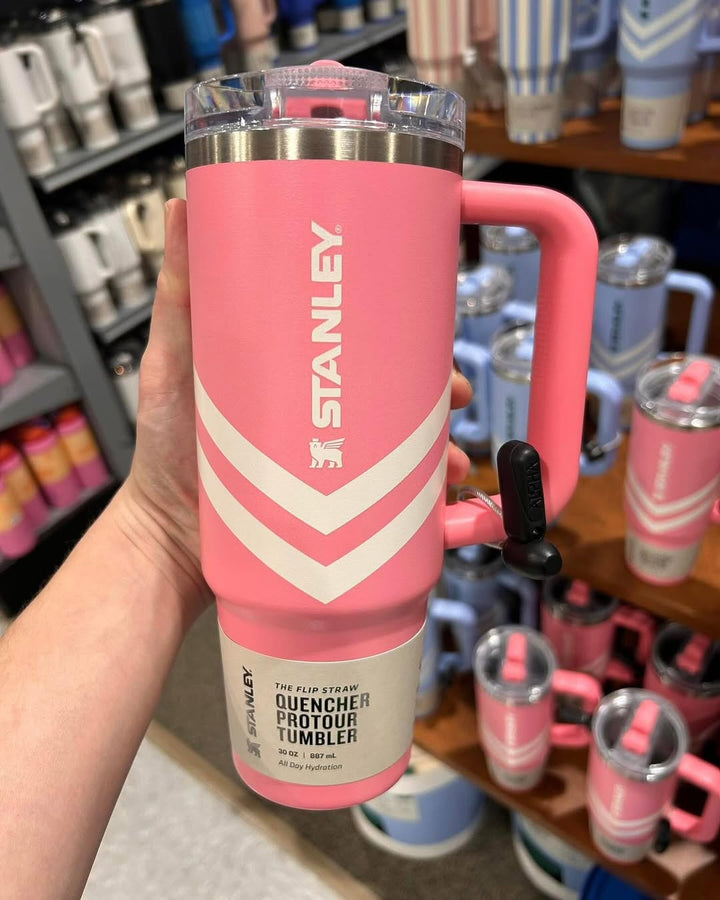 STANLEY®
STANLEY
THE FLIP STRAW
QUENCHER
PROTOUR
TUMBLER
30 OZ | 887 mL
All Day Hydration